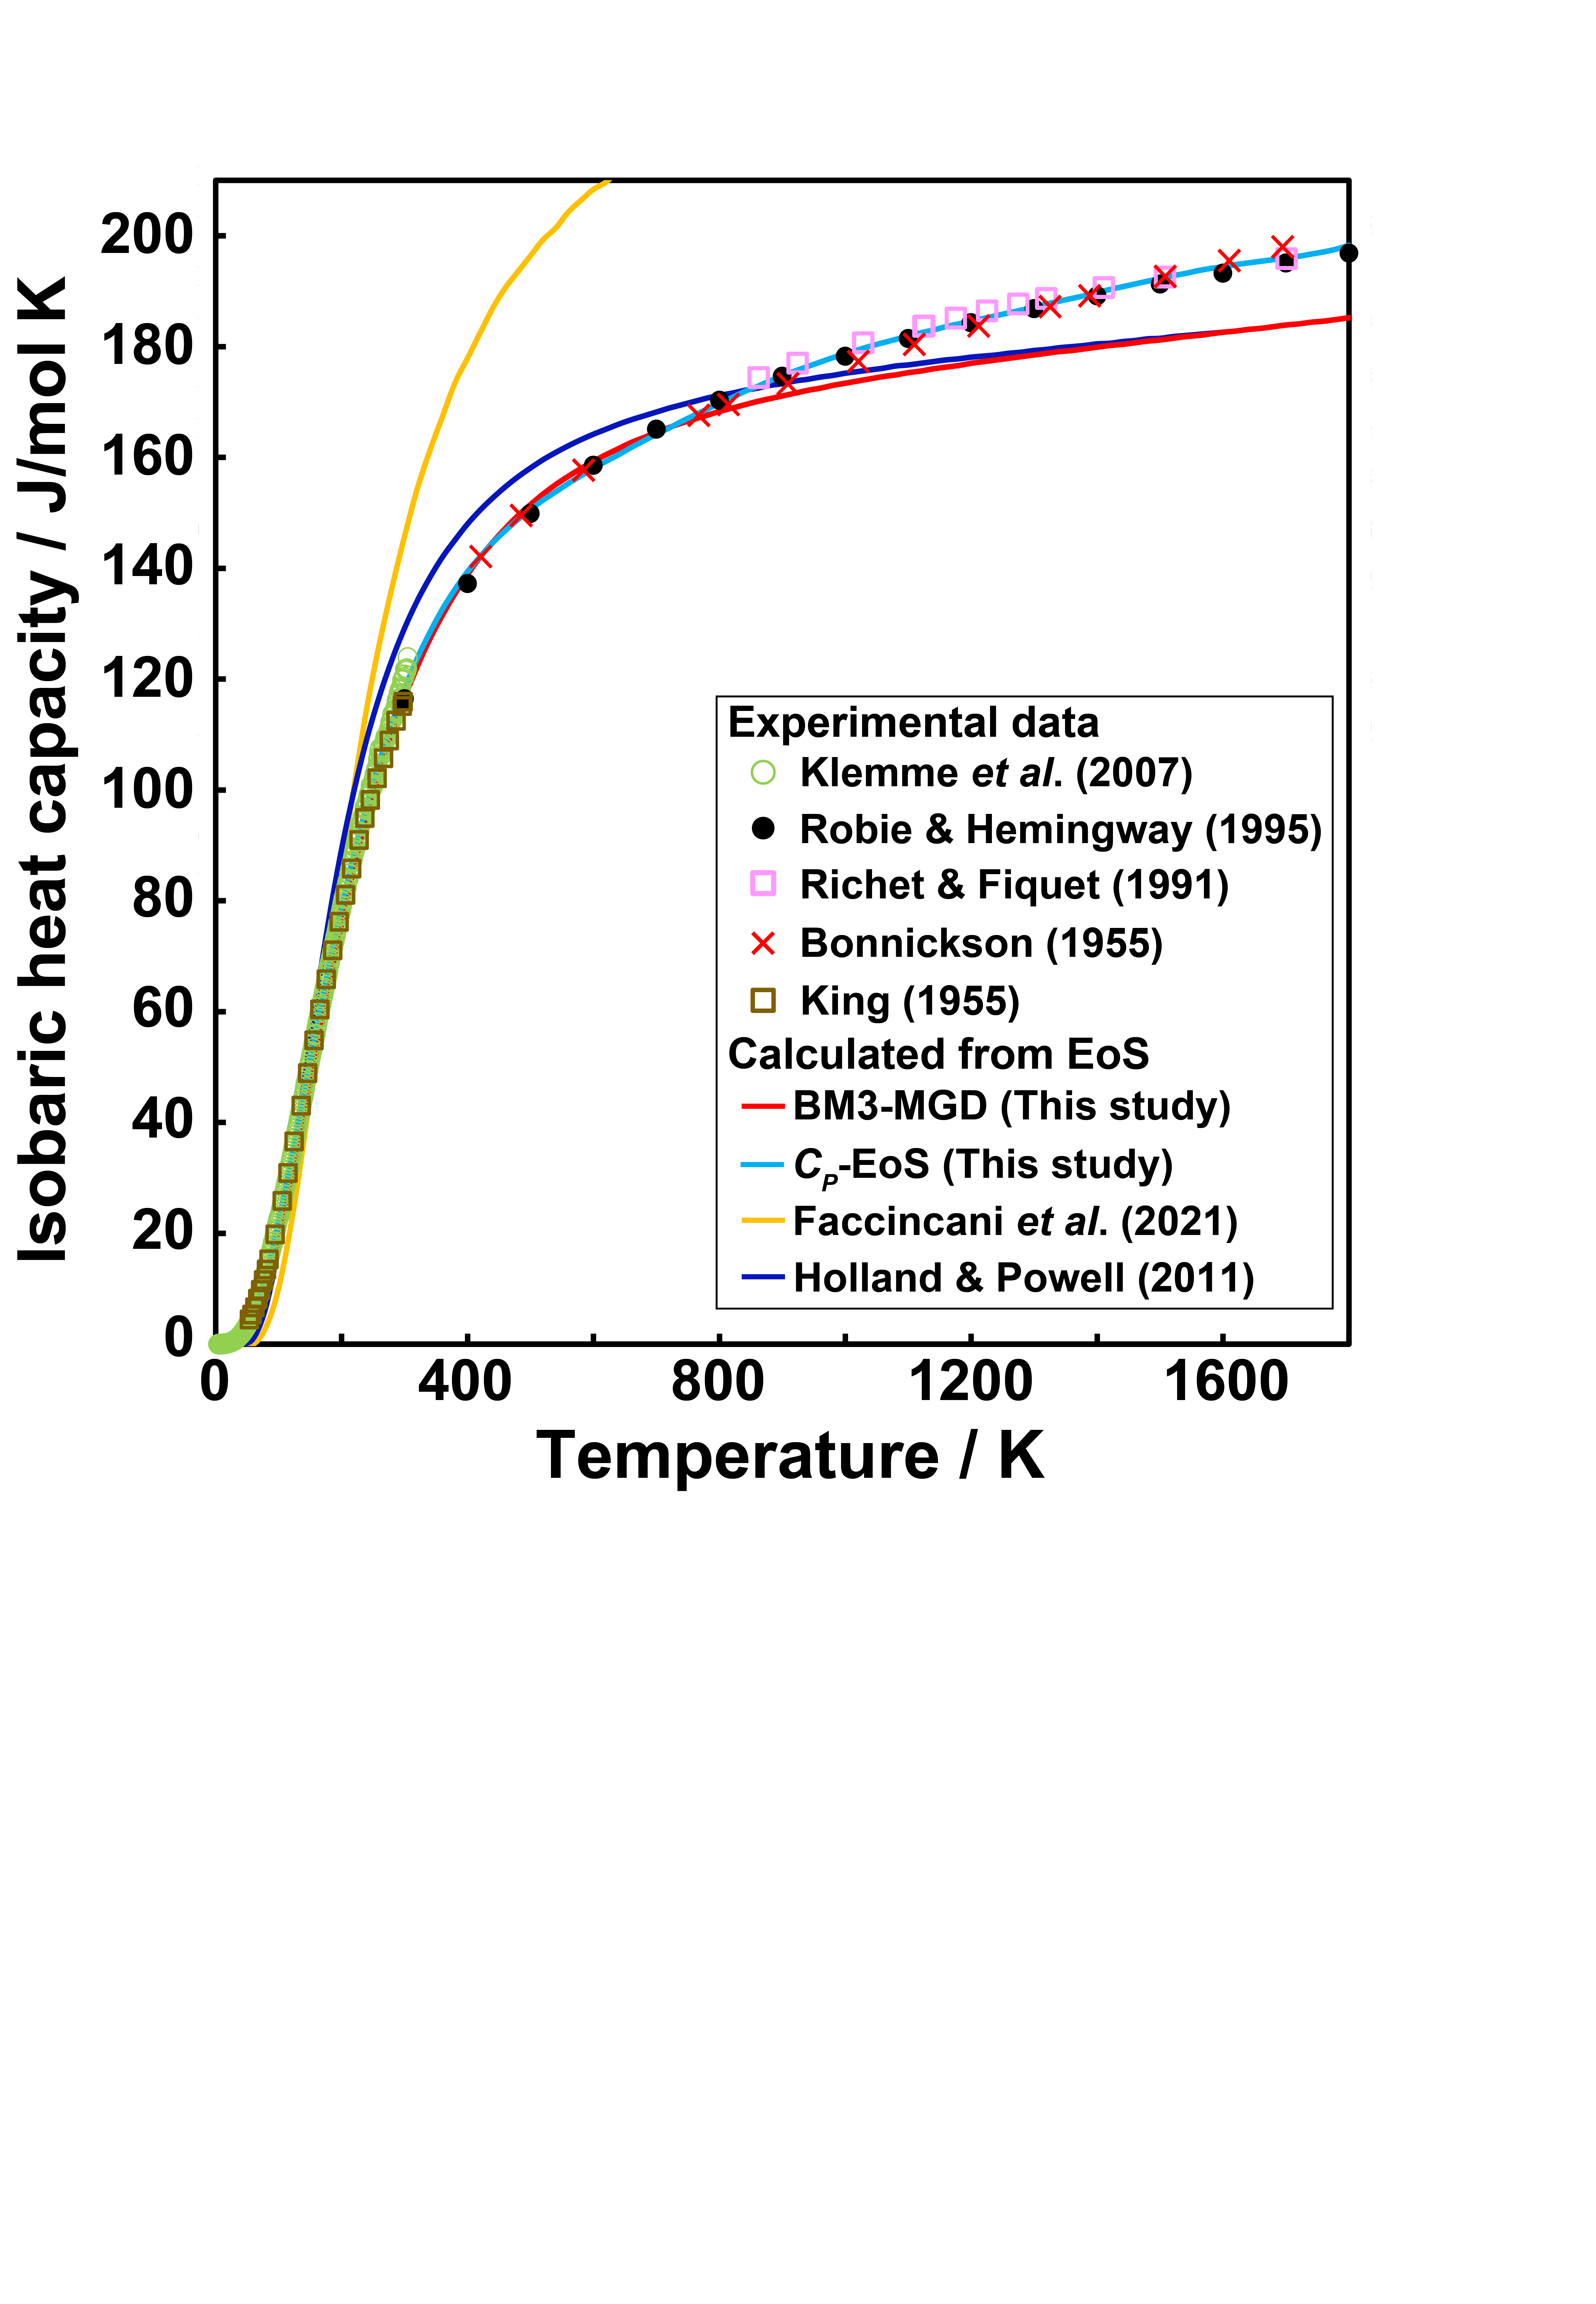 Isobaric heat capacity / J/mol K
200
180
160
140
120
100
80
60
40
20
0
Experimental data
Klemme et al. (2007)
Robie & Hemingway (1995)
Richet & Fiquet (1991)
Bonnickson (1955)
King (1955)
Calculated from EoS
BM3-MGD (This study)
CP-EoS (This study)
Faccincani et al. (2021)
Holland & Powell (2011)
0 400 800 1200 1600
Temperature / K